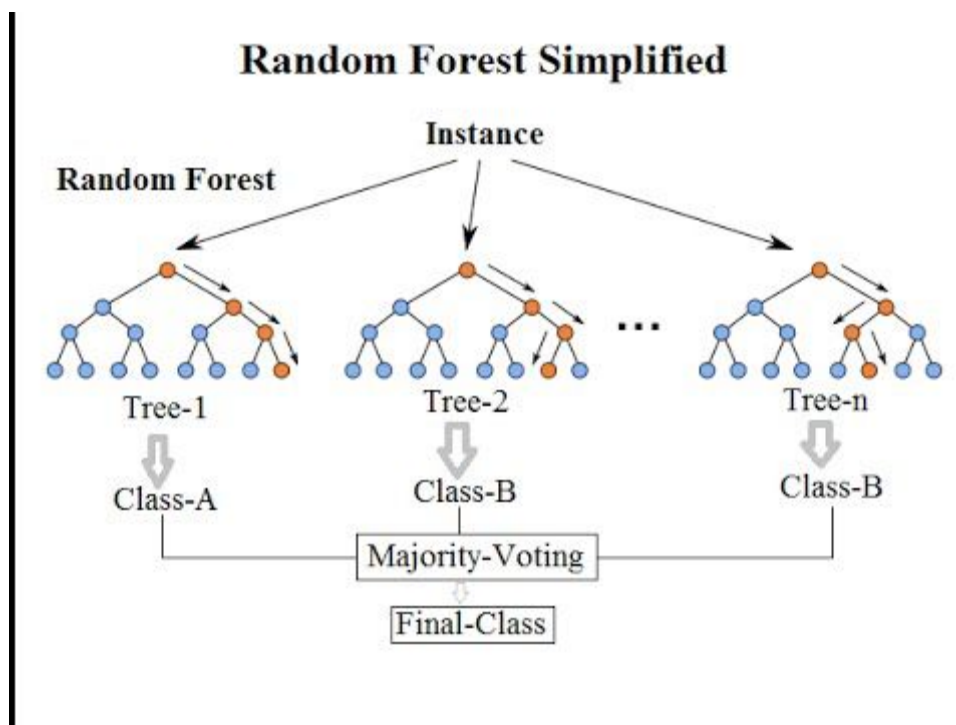 Random Forest Simplified
Instance
Random Forest
...
Tree-1
Tree-2
Tree-n
Class-A
Class-B
Class-B
Majority-Voting
Final-Class